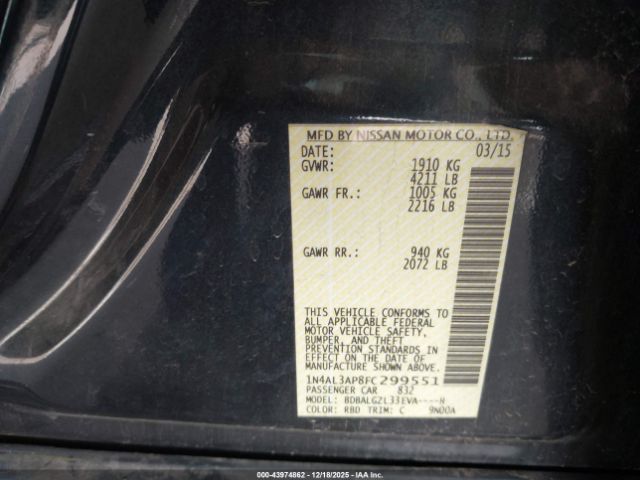 MFD BY NISSAN MOTOR CO., LTD.
DATE: 03/15
GVWR: 1910 KG
4211 LB
GAWR FR.: 1005 KG
2216 LB
GAWR RR.: 940 KG
2072 LB
THIS VEHICLE CONFORMS TO
ALL APPLICABLE FEDERAL
MOTOR VEHICLE SAFETY,
BUMPER, AND THEFT
PREVENTION STANDARDS IN
EFFECT ON THE DATE OF
MANUFACTURE SHOWN ABOVE.
1N4AL3AP8FC299551
PASSENGER CAR 832
MODEL: BDBALGZL33EVA----H
COLOR: RBD TRIM: C 9N00A
000-43974862 | 12/18/2025 - IAA Inc.